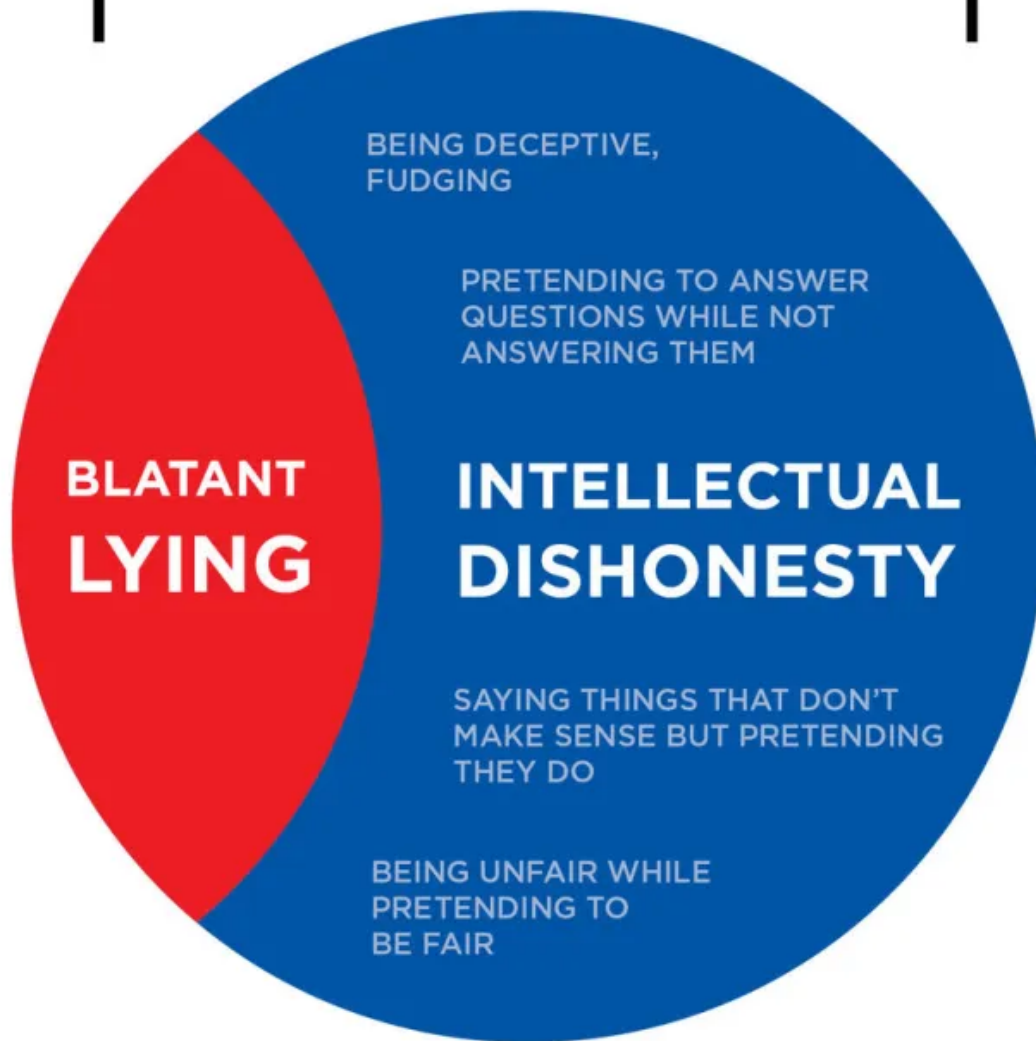 BEING DECEPTIVE,
FUDGING
PRETENDING TO ANSWER
QUESTIONS WHILE NOT
ANSWERING THEM
BLATANT
LYING
INTELLECTUAL
DISHONESTY
SAYING THINGS THAT DON'T
MAKE SENSE BUT PRETENDING
THEY DO
BEING UNFAIR WHILE
PRETENDING TO
BE FAIR